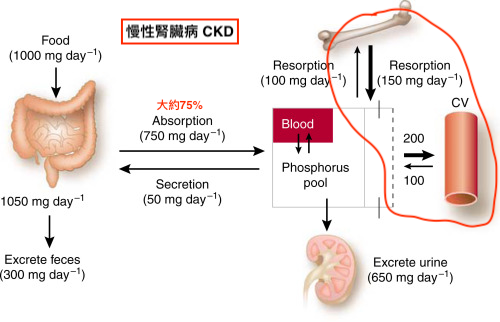 慢性腎臟病 CKD
Food
(1000 mg day⁻¹)
Resorption
(100 mg day⁻¹)
Resorption
(150 mg day⁻¹)
大約75%
Absorption
(750 mg day⁻¹)
Blood
CV
200
100
Phosphorus
pool
Secretion
(50 mg day⁻¹)
1050 mg day⁻¹
Excrete feces
(300 mg day⁻¹)
Excrete urine
(650 mg day⁻¹)